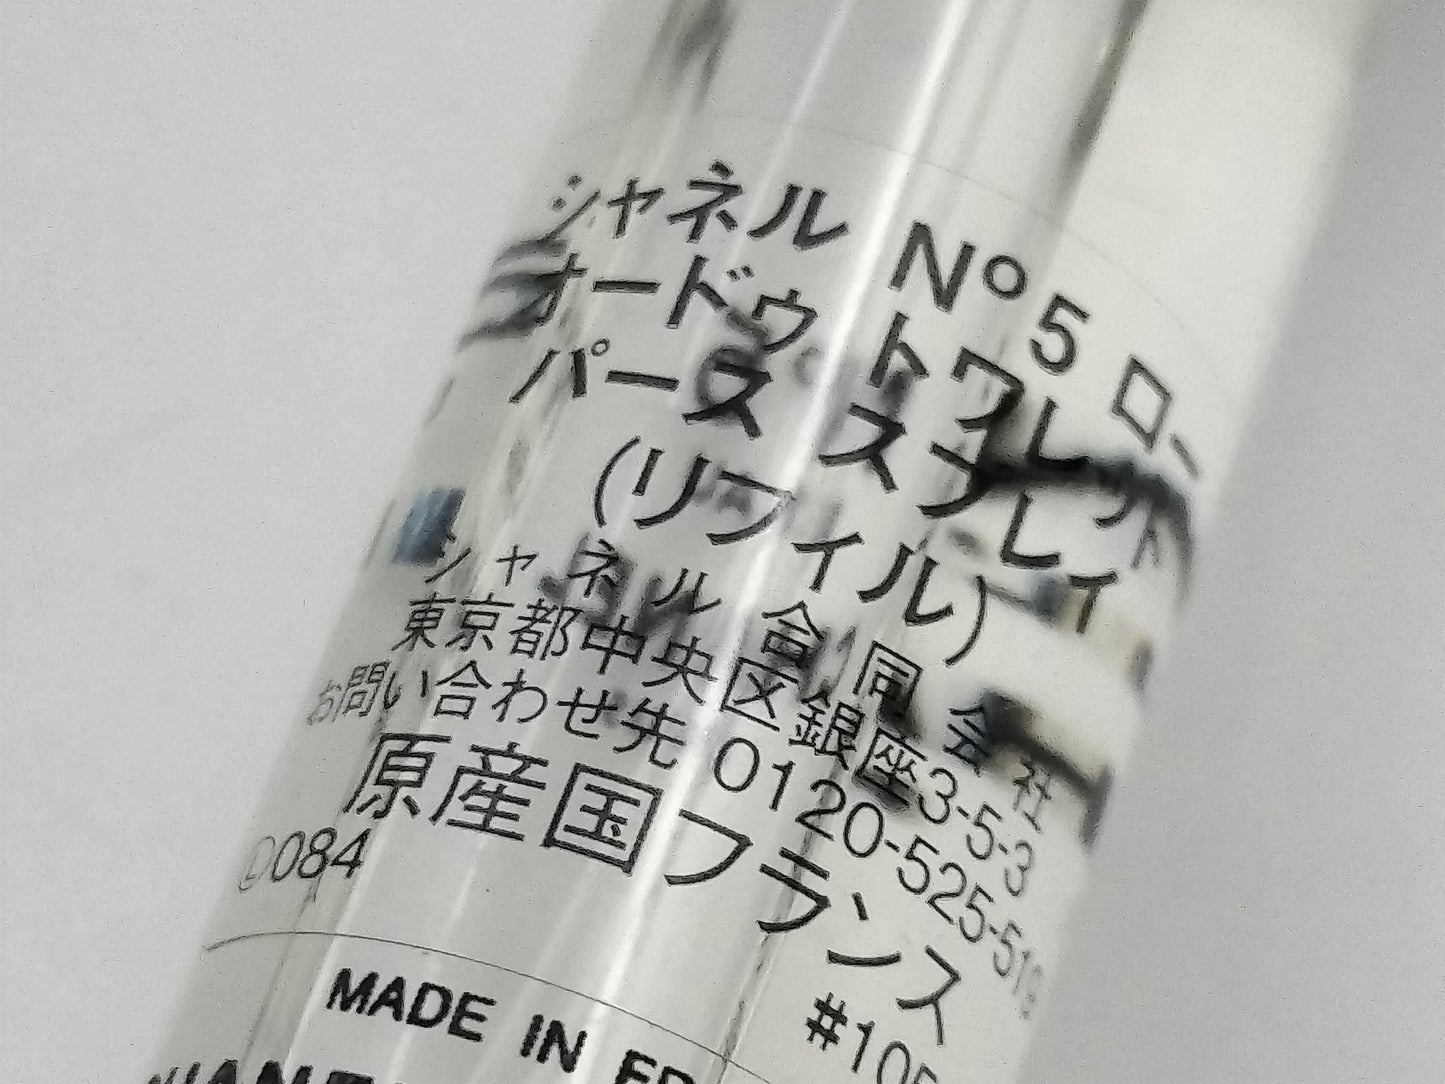 シャネル N°5 ロー
オードゥ トワレット
パース スプレイ
(リフィル)
シャネル合同会社
東京都中央区銀座3-5-3
お問い合わせ先 0120-525-519
原産国フランス
084 #105
MADE IN FR